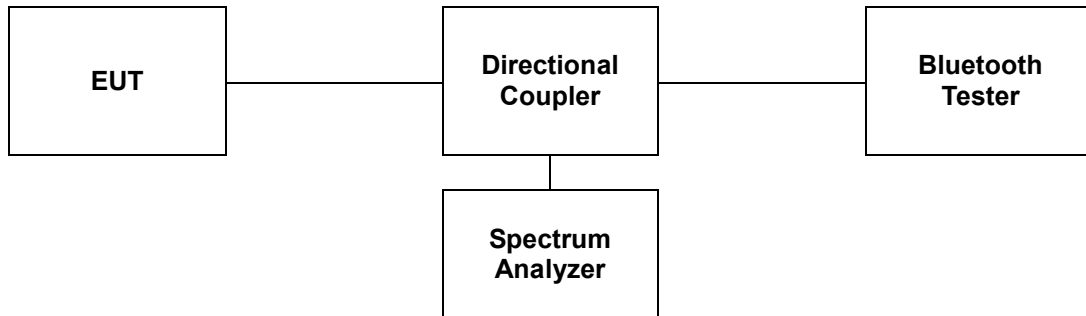 EUT
Directional
Coupler
Bluetooth
Tester
Spectrum
Analyzer